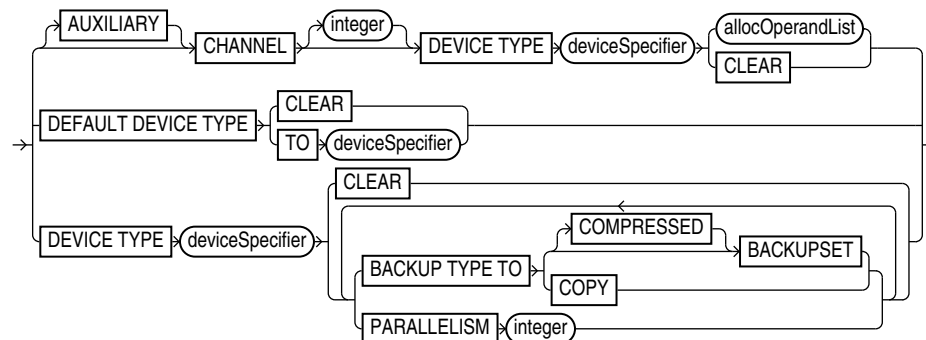 AUXILIARY CHANNEL integer DEVICE TYPE deviceSpecifier allocOperandList
CLEAR
DEFAULT DEVICE TYPE CLEAR
TO deviceSpecifier
CLEAR
DEVICE TYPE deviceSpecifier
COMPRESSED
BACKUP TYPE TO BACKUPSET
COPY
PARALLELISM integer